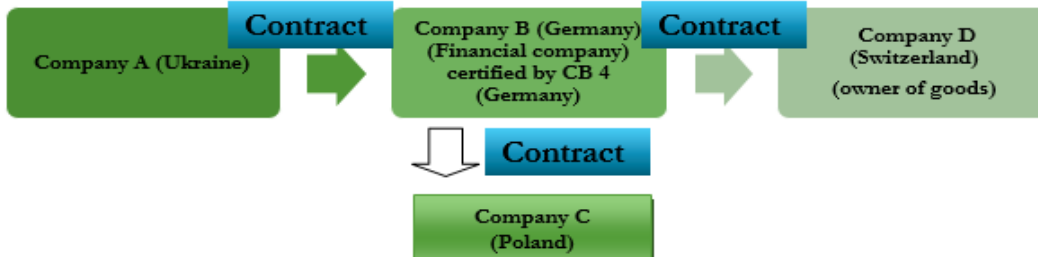 Contract
Contract
Company A (Ukraine)
Company B (Germany)
(Financial company)
certified by CB 4
(Germany)
Company D
(Switzerland)
(owner of goods)
Contract
Company C
(Poland)